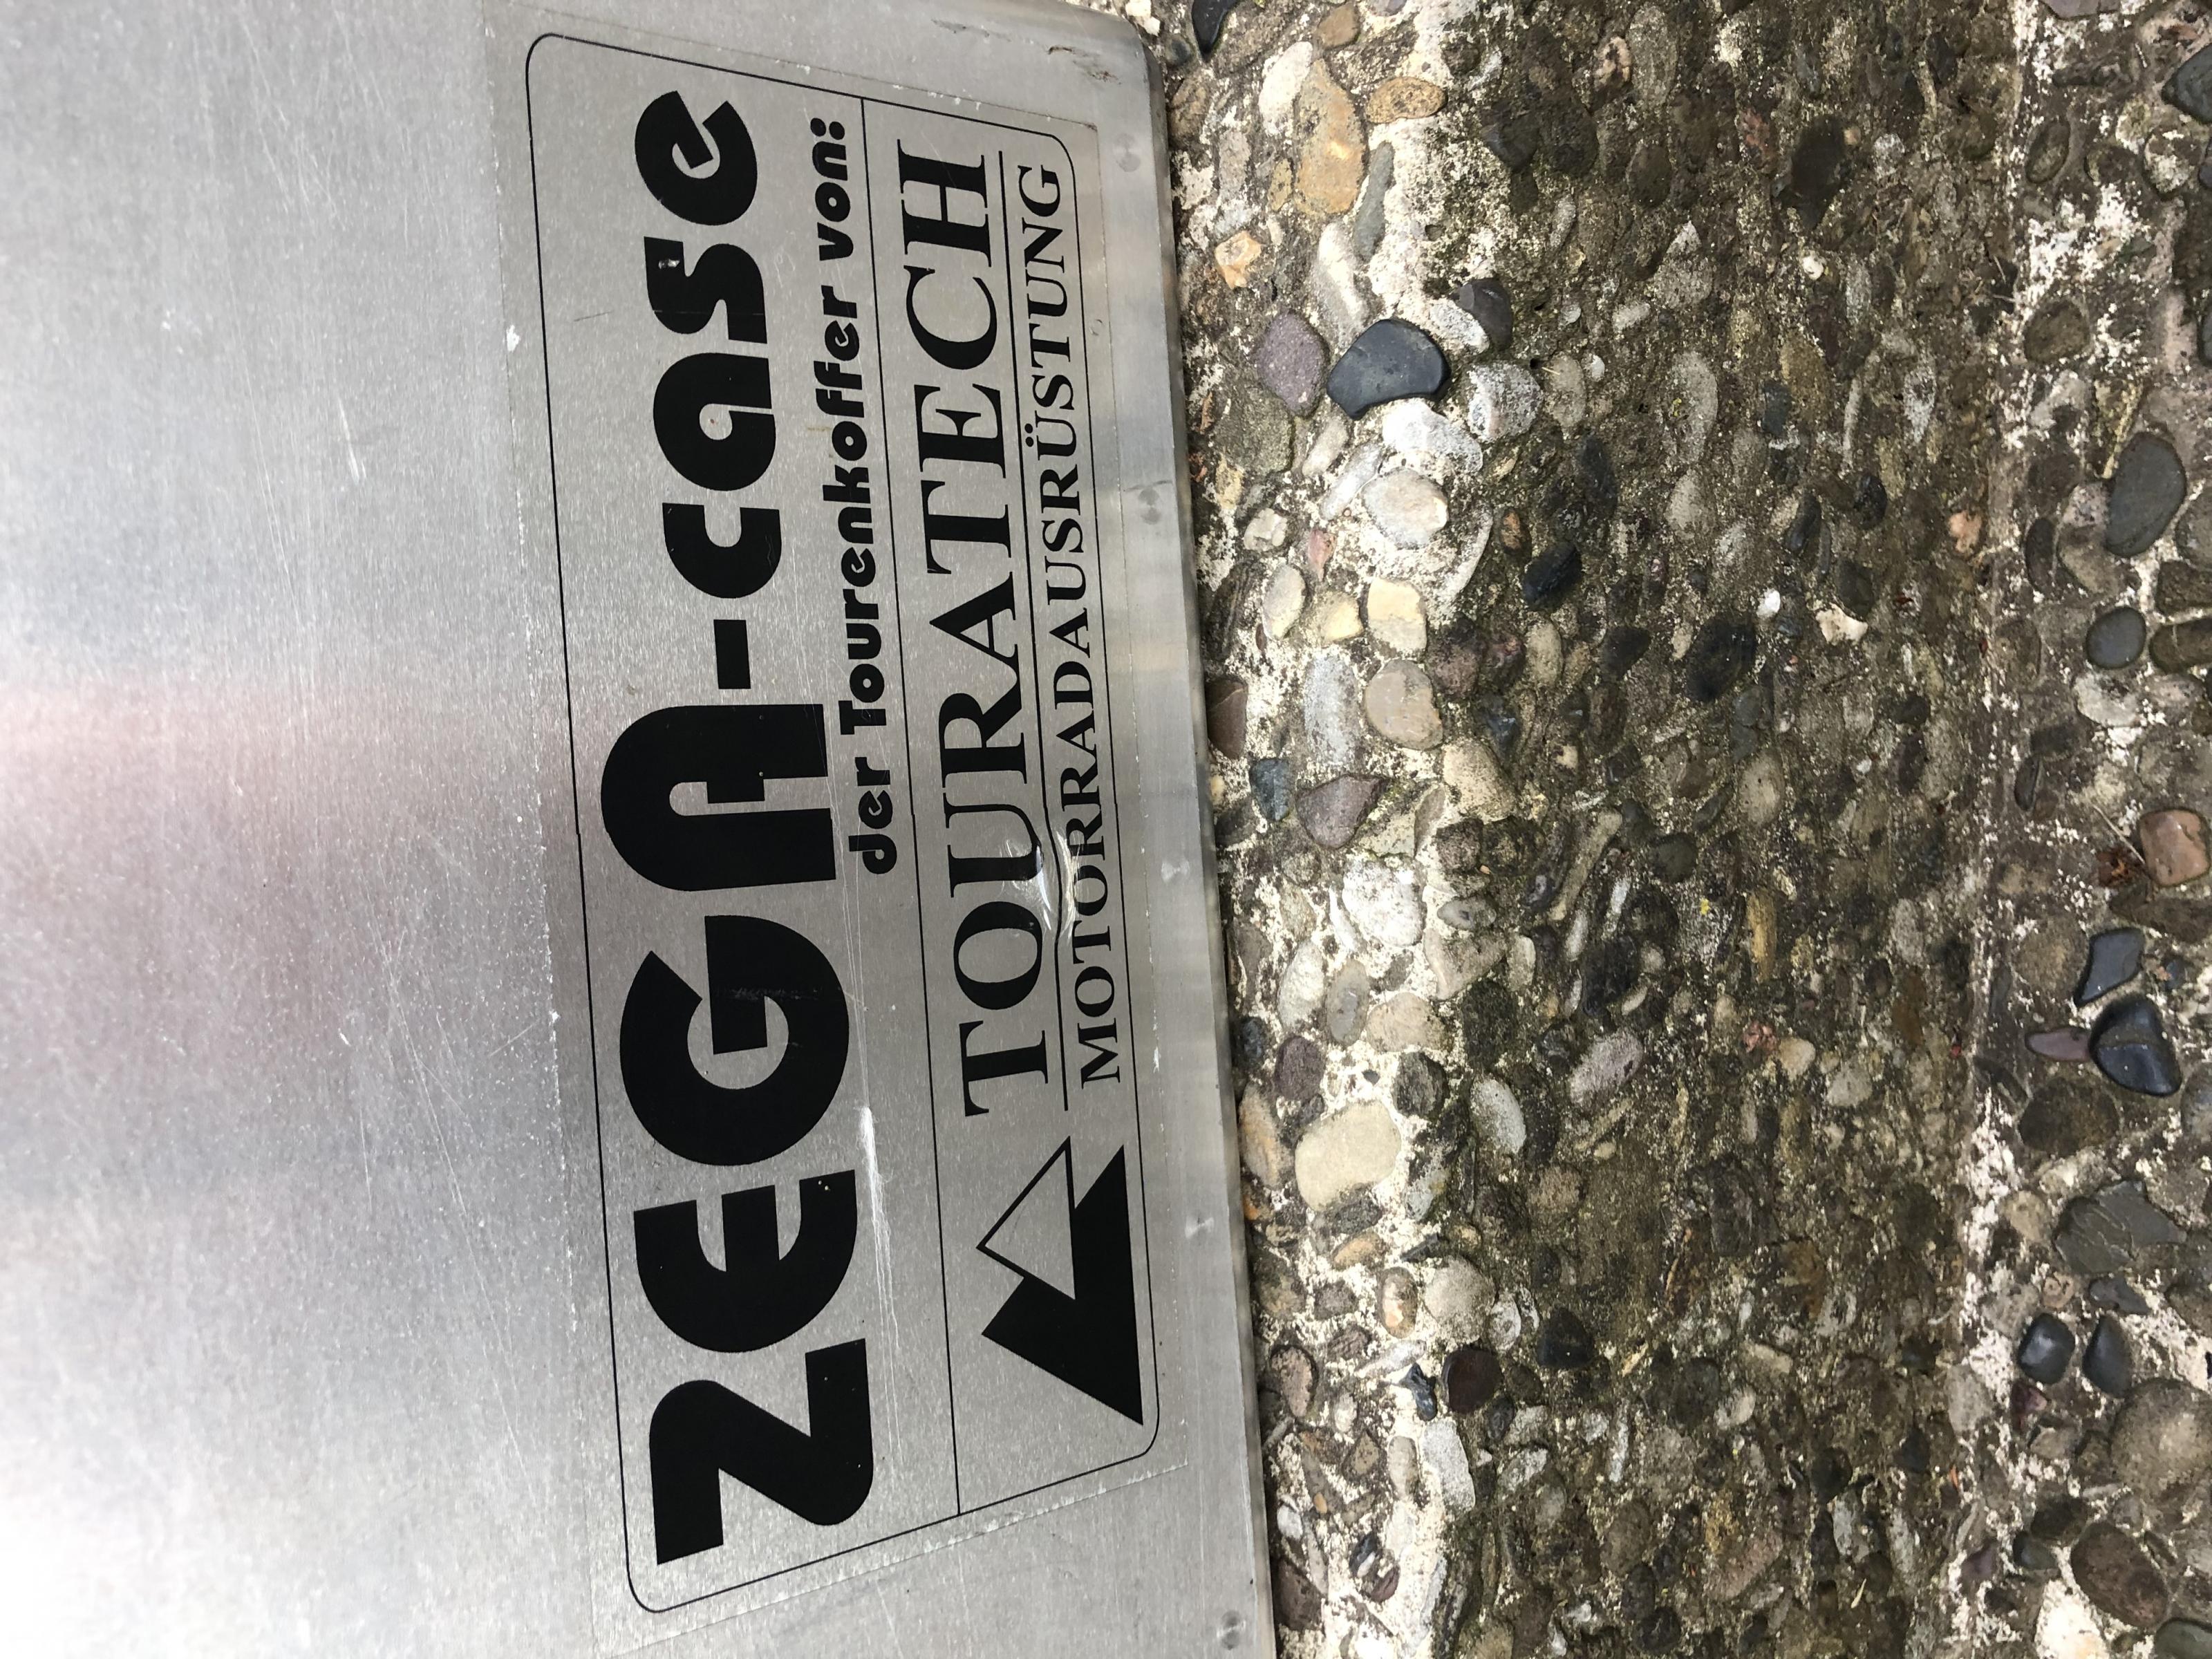 ZEGA-case
der Tourenkoffer von:
TOURATECH
MOTORRADAUSRÜSTUNG